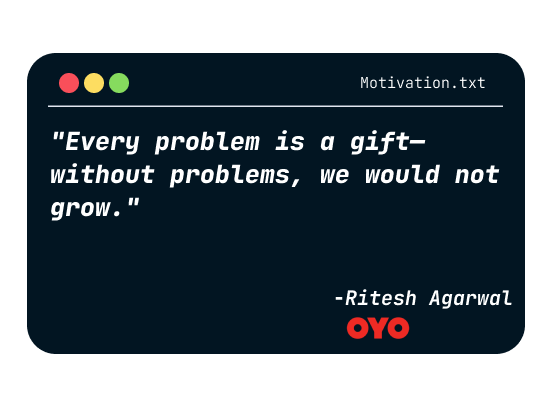 Motivation.txt
"Every problem is a gift—
without problems, we would not
grow."
-Ritesh Agarwal
OYO